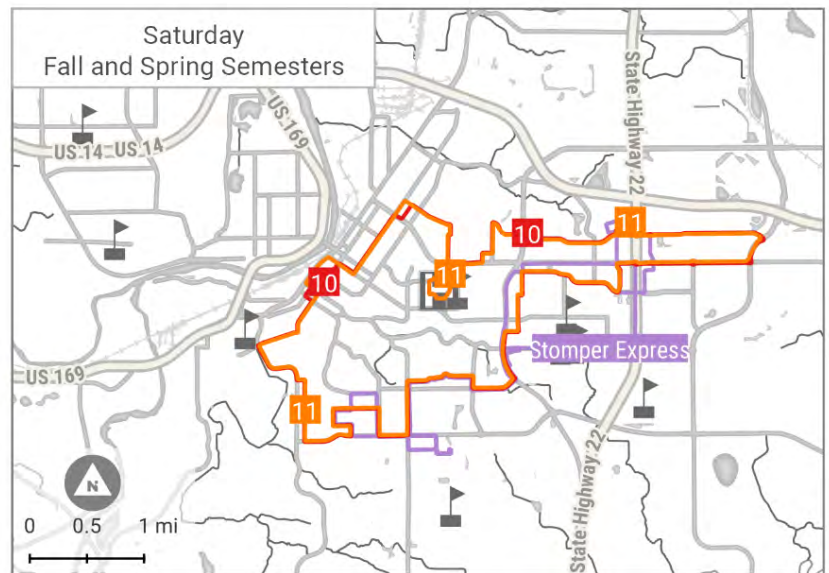 Saturday
Fall and Spring Semesters
US 169
US 14
US 14
State Highway 22
11
10
11
10
Stomper Express
US 169
11
State Highway 22
N
0 0.5 1 mi